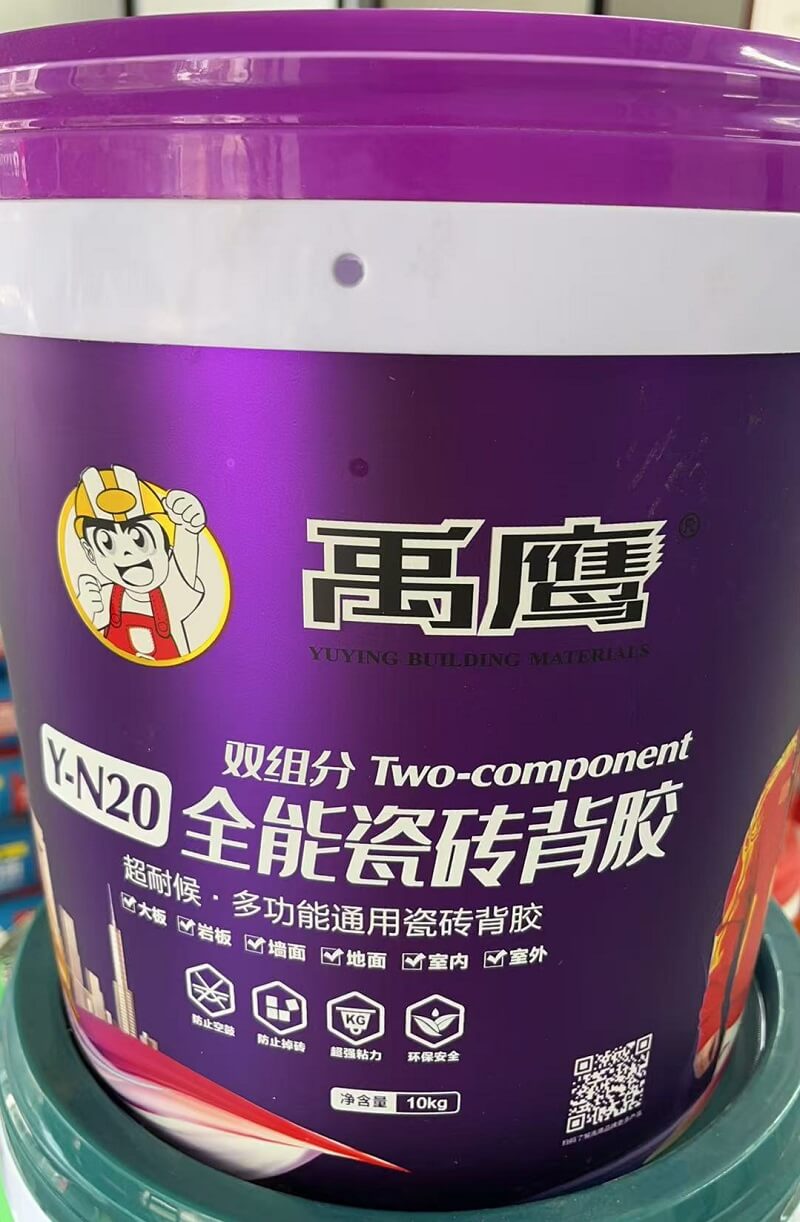 禹鹰®
YUYING BUILDING MATERIALS
双组分 Two-component
Y-N20 全能瓷砖背胶
超耐候·多功能通用瓷砖背胶
大板 岩板 墙面 地面 室内 室外
防止空鼓 防止掉砖 超强粘力 环保安全
KG
净含量 10kg